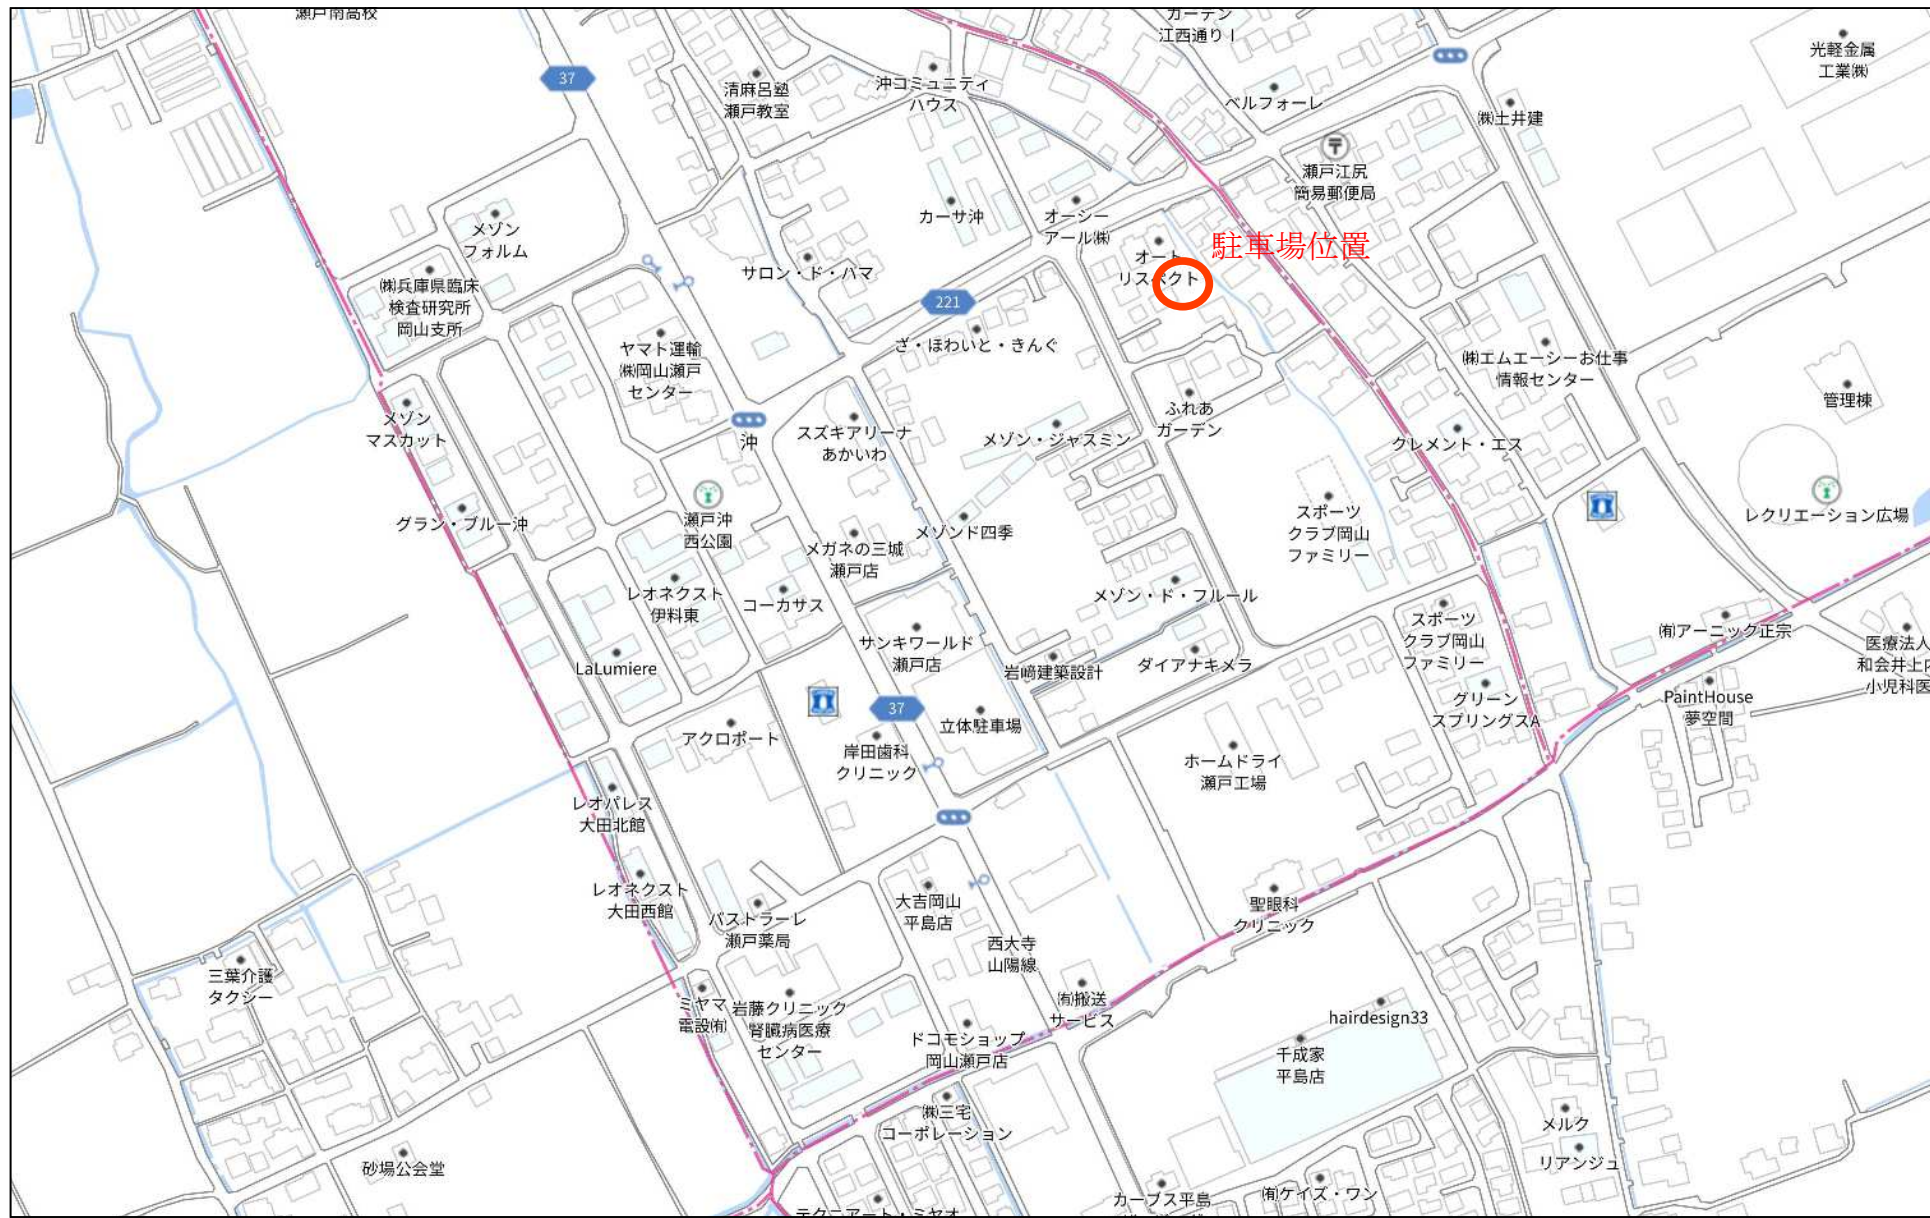 瀬戸南高校
ガーデン
江西通りⅠ
光軽金属
工業㈱
37
清麻呂塾
瀬戸教室
沖コミュニティ
ハウス
ベルフォーレ
㈱土井建
瀬戸江尻
簡易郵便局
メゾン
フォルム
カーサ沖
オーシー
アール㈱
駐車場位置
オート
リスペクト
サロン・ド・ハマ
㈱兵庫県臨床
検査研究所
岡山支所
221
ざ・ほわいと・きんぐ
ヤマト運輸
㈱岡山瀬戸
センター
㈱エムエーシーお仕事
情報センター
管理棟
メゾン
マスカット
沖
スズキアリーナ
あかいわ
メゾン・ジャスミン
ふれあ
ガーデン
クレメント・エス
グラン・ブルー沖
瀬戸沖
西公園
メガネの三城
瀬戸店
メゾンド四季
スポーツ
クラブ岡山
ファミリー
レクリエーション広場
レオネクスト
伊料東
コーカサス
メゾン・ド・フルール
サンキワールド
瀬戸店
岩﨑建築設計
ダイアナキメラ
スポーツ
クラブ岡山
ファミリー
㈲アーニック正宗
医療法人
和会井上内
小児科医
LaLumiere
グリーン
スプリングスA
PaintHouse
夢空間
アクロポート
37
立体駐車場
岸田歯科
クリニック
ホームドライ
瀬戸工場
レオパレス
大田北館
レオネクスト
大田西館
パストラーレ
瀬戸薬局
大吉岡山
平島店
聖眼科
クリニック
西大寺
山陽線
三葉介護
タクシー
ミヤマ
電設㈲
岩藤クリニック
腎臓病医療
センター
㈲搬送
サービス
ドコモショップ
岡山瀬戸店
hairdesign33
千成家
平島店
㈱三宅
コーポレーション
メルク
リアンジュ
砂場公会堂
カーブス平島
㈲ケイズ・ワン
テクニアート・ミヤオ